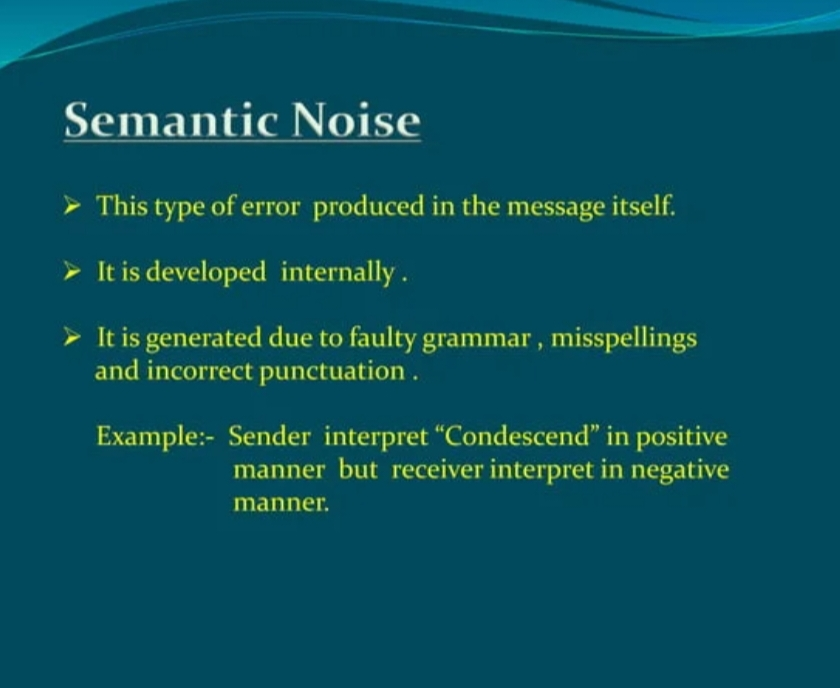 Semantic Noise
➢ This type of error produced in the message itself.
➢ It is developed internally .
➢ It is generated due to faulty grammar , misspellings
and incorrect punctuation .
Example:- Sender interpret “Condescend” in positive
manner but receiver interpret in negative
manner.